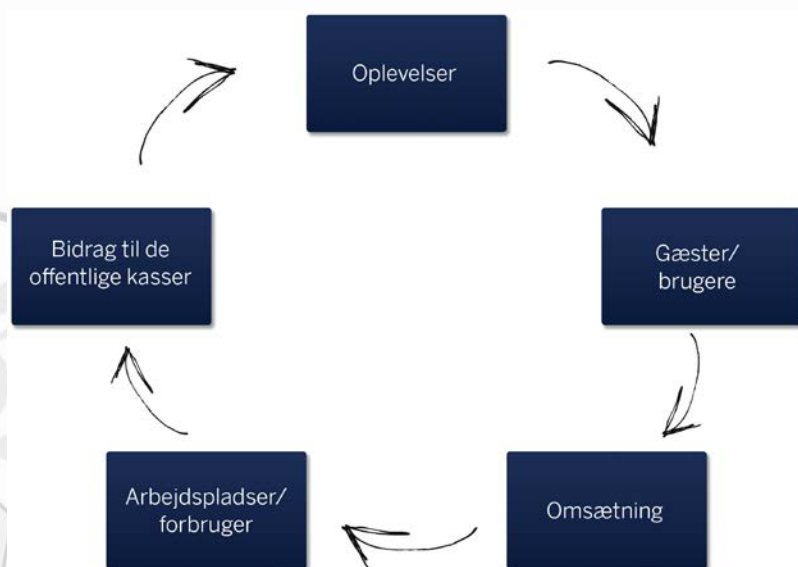 Oplevelser
Gæster/
brugere
Omsætning
Arbejdspladser/
forbruger
Bidrag til de
offentlige kasser